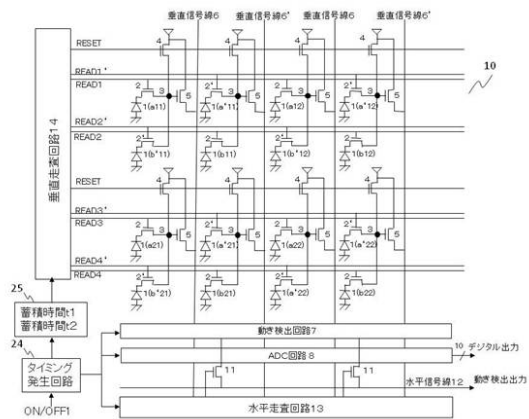 垂直信号線6 垂直信号線6' 垂直信号線6 垂直信号線6'
RESET 4 4 4 4
10
READ1'
READ1 2 3 5 2' 3 5 2 3 5 2' 3 5
1(a11) 1(a'11) 1(a12) 1(a'12)
READ2'
READ2 2' 2 2' 2
1(b'11) 1(b11) 1(b'12) 1(b12)
垂直走査回路14
RESET 4 4 4 4
READ3'
READ3 2 3 5 2' 3 5 2 3 5 2' 3 5
1(a21) 1(a'21) 1(a22) 1(a'22)
READ4'
READ4 2' 2 2' 2
1(b'21) 1(b21) 1(a'22) 1(b22)
25
蓄積時間t1
蓄積時間t2
動き検出回路7
24
タイミング
発生回路
ADC回路8
10 デジタル出力
11 11
水平信号線12 動き検出出力
水平走査回路13
ON/OFF1